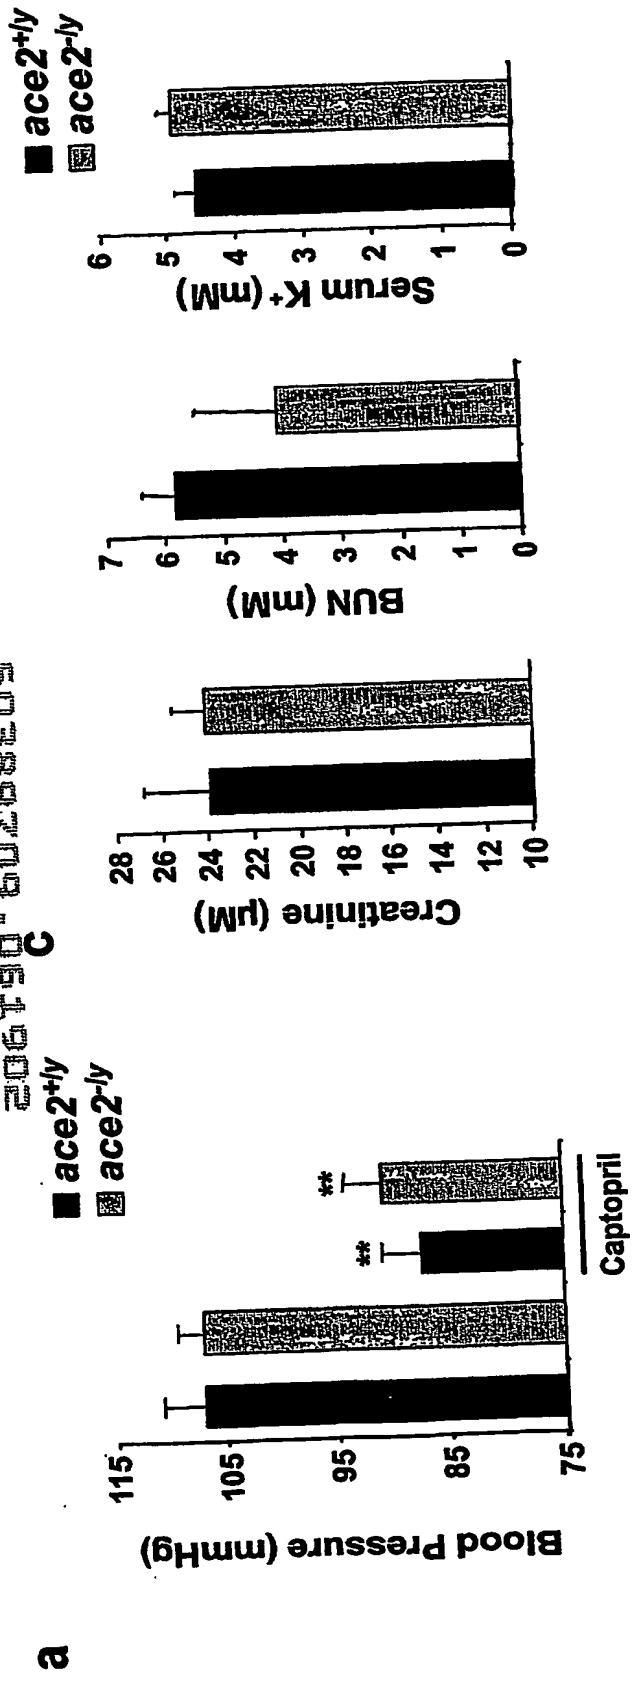 a
Blood Pressure (mmHg)
115
105
95
85
75
**
**
Captopril
ace2+/y
ace2-/y
c
Creatinine (µM)
28
26
24
22
20
18
16
14
12
10
BUN (mM)
7
6
5
4
3
2
1
0
Serum K+ (mM)
6
5
4
3
2
1
0
ace2+/y
ace2-/y